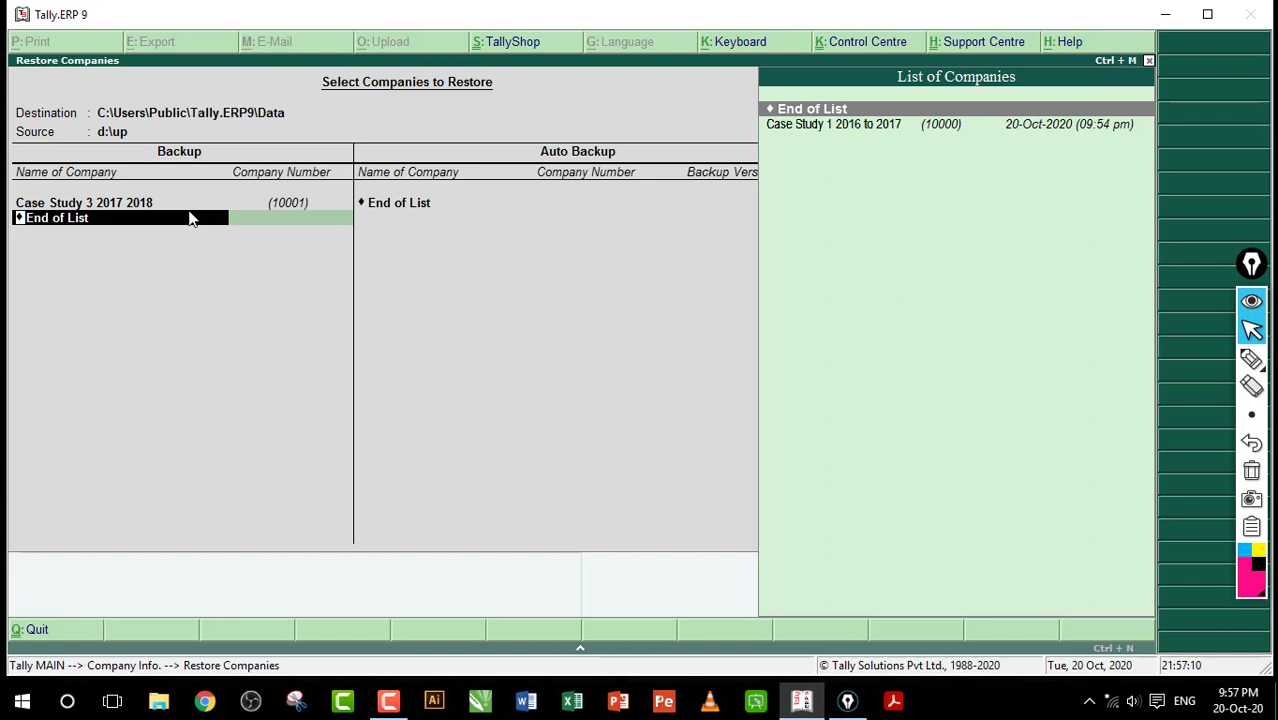 Tally.ERP 9
P: Print E: Export M: E-Mail O: Upload S: TallyShop G: Language K: Keyboard K: Control Centre H: Support Centre H: Help
Restore Companies Ctrl + M
Select Companies to Restore
Destination : C:\Users\Public\Tally.ERP9\Data
Source : d:\up
Backup Auto Backup
Name of Company Company Number Name of Company Company Number Backup Vers
Case Study 3 2017 2018 (10001) ♦ End of List
♦ End of List
List of Companies
♦ End of List
Case Study 1 2016 to 2017 (10000) 20-Oct-2020 (09:54 pm)
Q: Quit
Ctrl + N
Tally MAIN --> Company Info. --> Restore Companies © Tally Solutions Pvt Ltd., 1988-2020 Tue, 20 Oct, 2020 21:57:10
ENG 9:57 PM
20-Oct-20